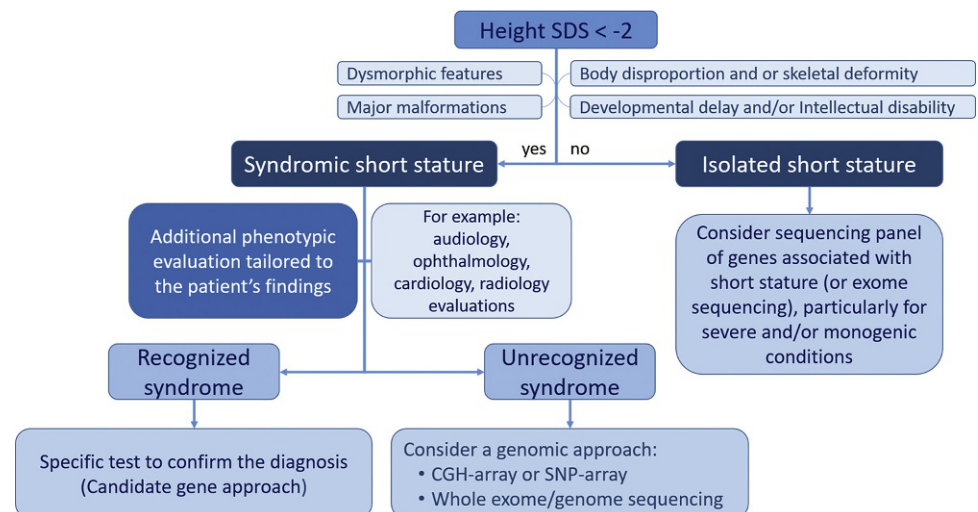 Height SDS < -2
Dysmorphic features
Body disproportion and or skeletal deformity
Major malformations
Developmental delay and/or Intellectual disability
yes
no
Syndromic short stature
Isolated short stature
Additional phenotypic
evaluation tailored to
the patient's findings
For example:
audiology,
ophthalmology,
cardiology, radiology
evaluations
Consider sequencing panel
of genes associated with
short stature (or exome
sequencing), particularly for
severe and/or monogenic
conditions
Recognized
syndrome
Unrecognized
syndrome
Specific test to confirm the diagnosis
(Candidate gene approach)
Consider a genomic approach:
• CGH-array or SNP-array
• Whole exome/genome sequencing